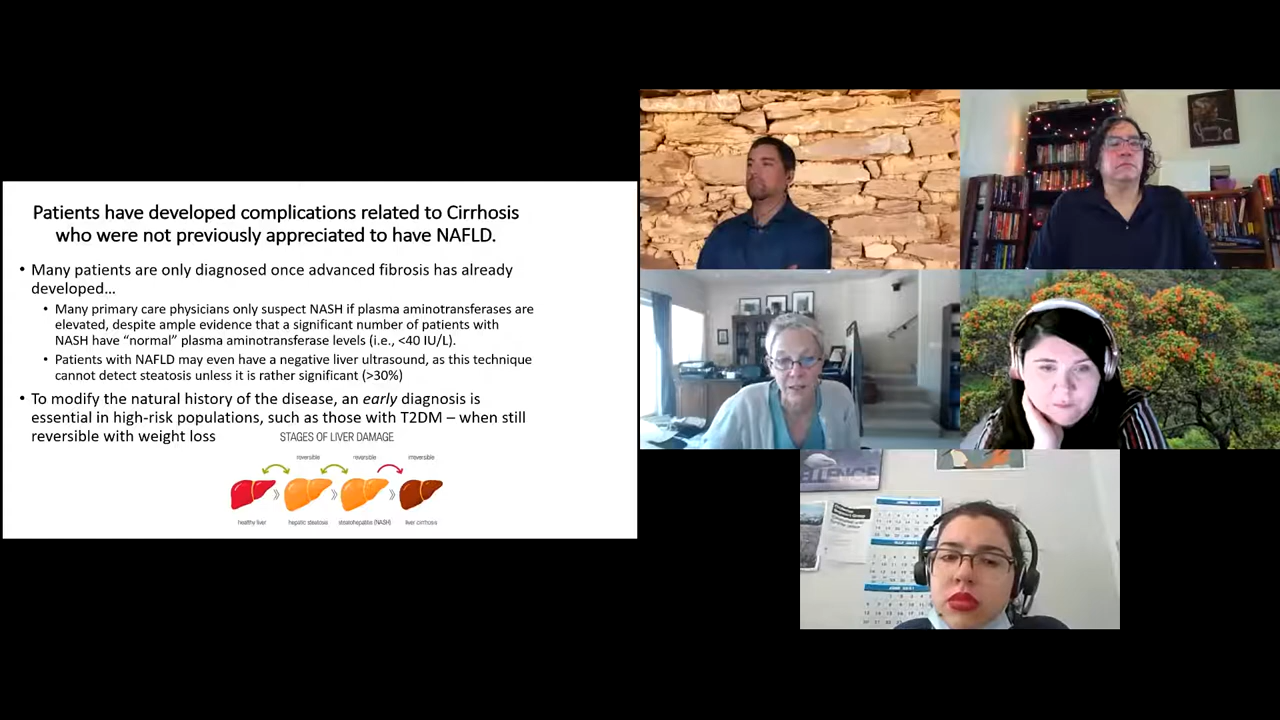 Patients have developed complications related to Cirrhosis
who were not previously appreciated to have NAFLD.
• Many patients are only diagnosed once advanced fibrosis has already
developed…
• Many primary care physicians only suspect NASH if plasma aminotransferases are
elevated, despite ample evidence that a significant number of patients with
NASH have “normal” plasma aminotransferase levels (i.e., <40 IU/L).
• Patients with NAFLD may even have a negative liver ultrasound, as this technique
cannot detect steatosis unless it is rather significant (>30%)
• To modify the natural history of the disease, an early diagnosis is
essential in high-risk populations, such as those with T2DM – when still
reversible with weight loss
STAGES OF LIVER DAMAGE
reversible reversible irreversible
healthy liver hepatic steatosis steatohepatitis (NASH) liver cirrhosis
ELLENCE